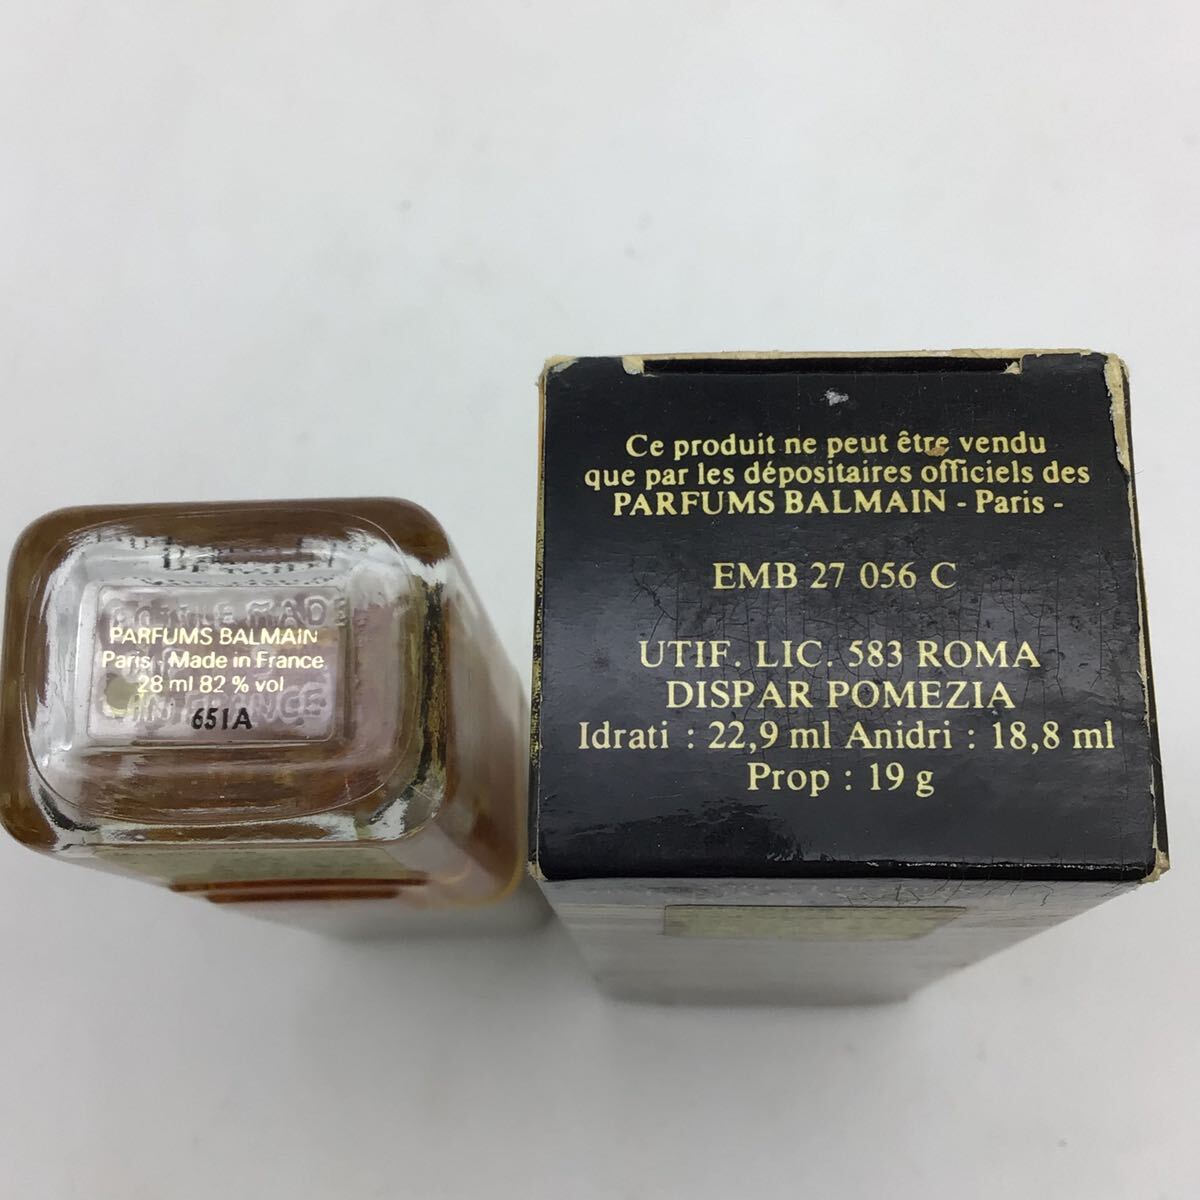 PARFUMS BALMAIN
Paris - Made in France
28 ml 82 % vol
651A
Ce produit ne peut être vendu
que par les dépositaires officiels des
PARFUMS BALMAIN - Paris -
EMB 27 056 C
UTIF. LIC. 583 ROMA
DISPAR POMEZIA
Idrati : 22,9 ml Anidri : 18,8 ml
Prop : 19 g